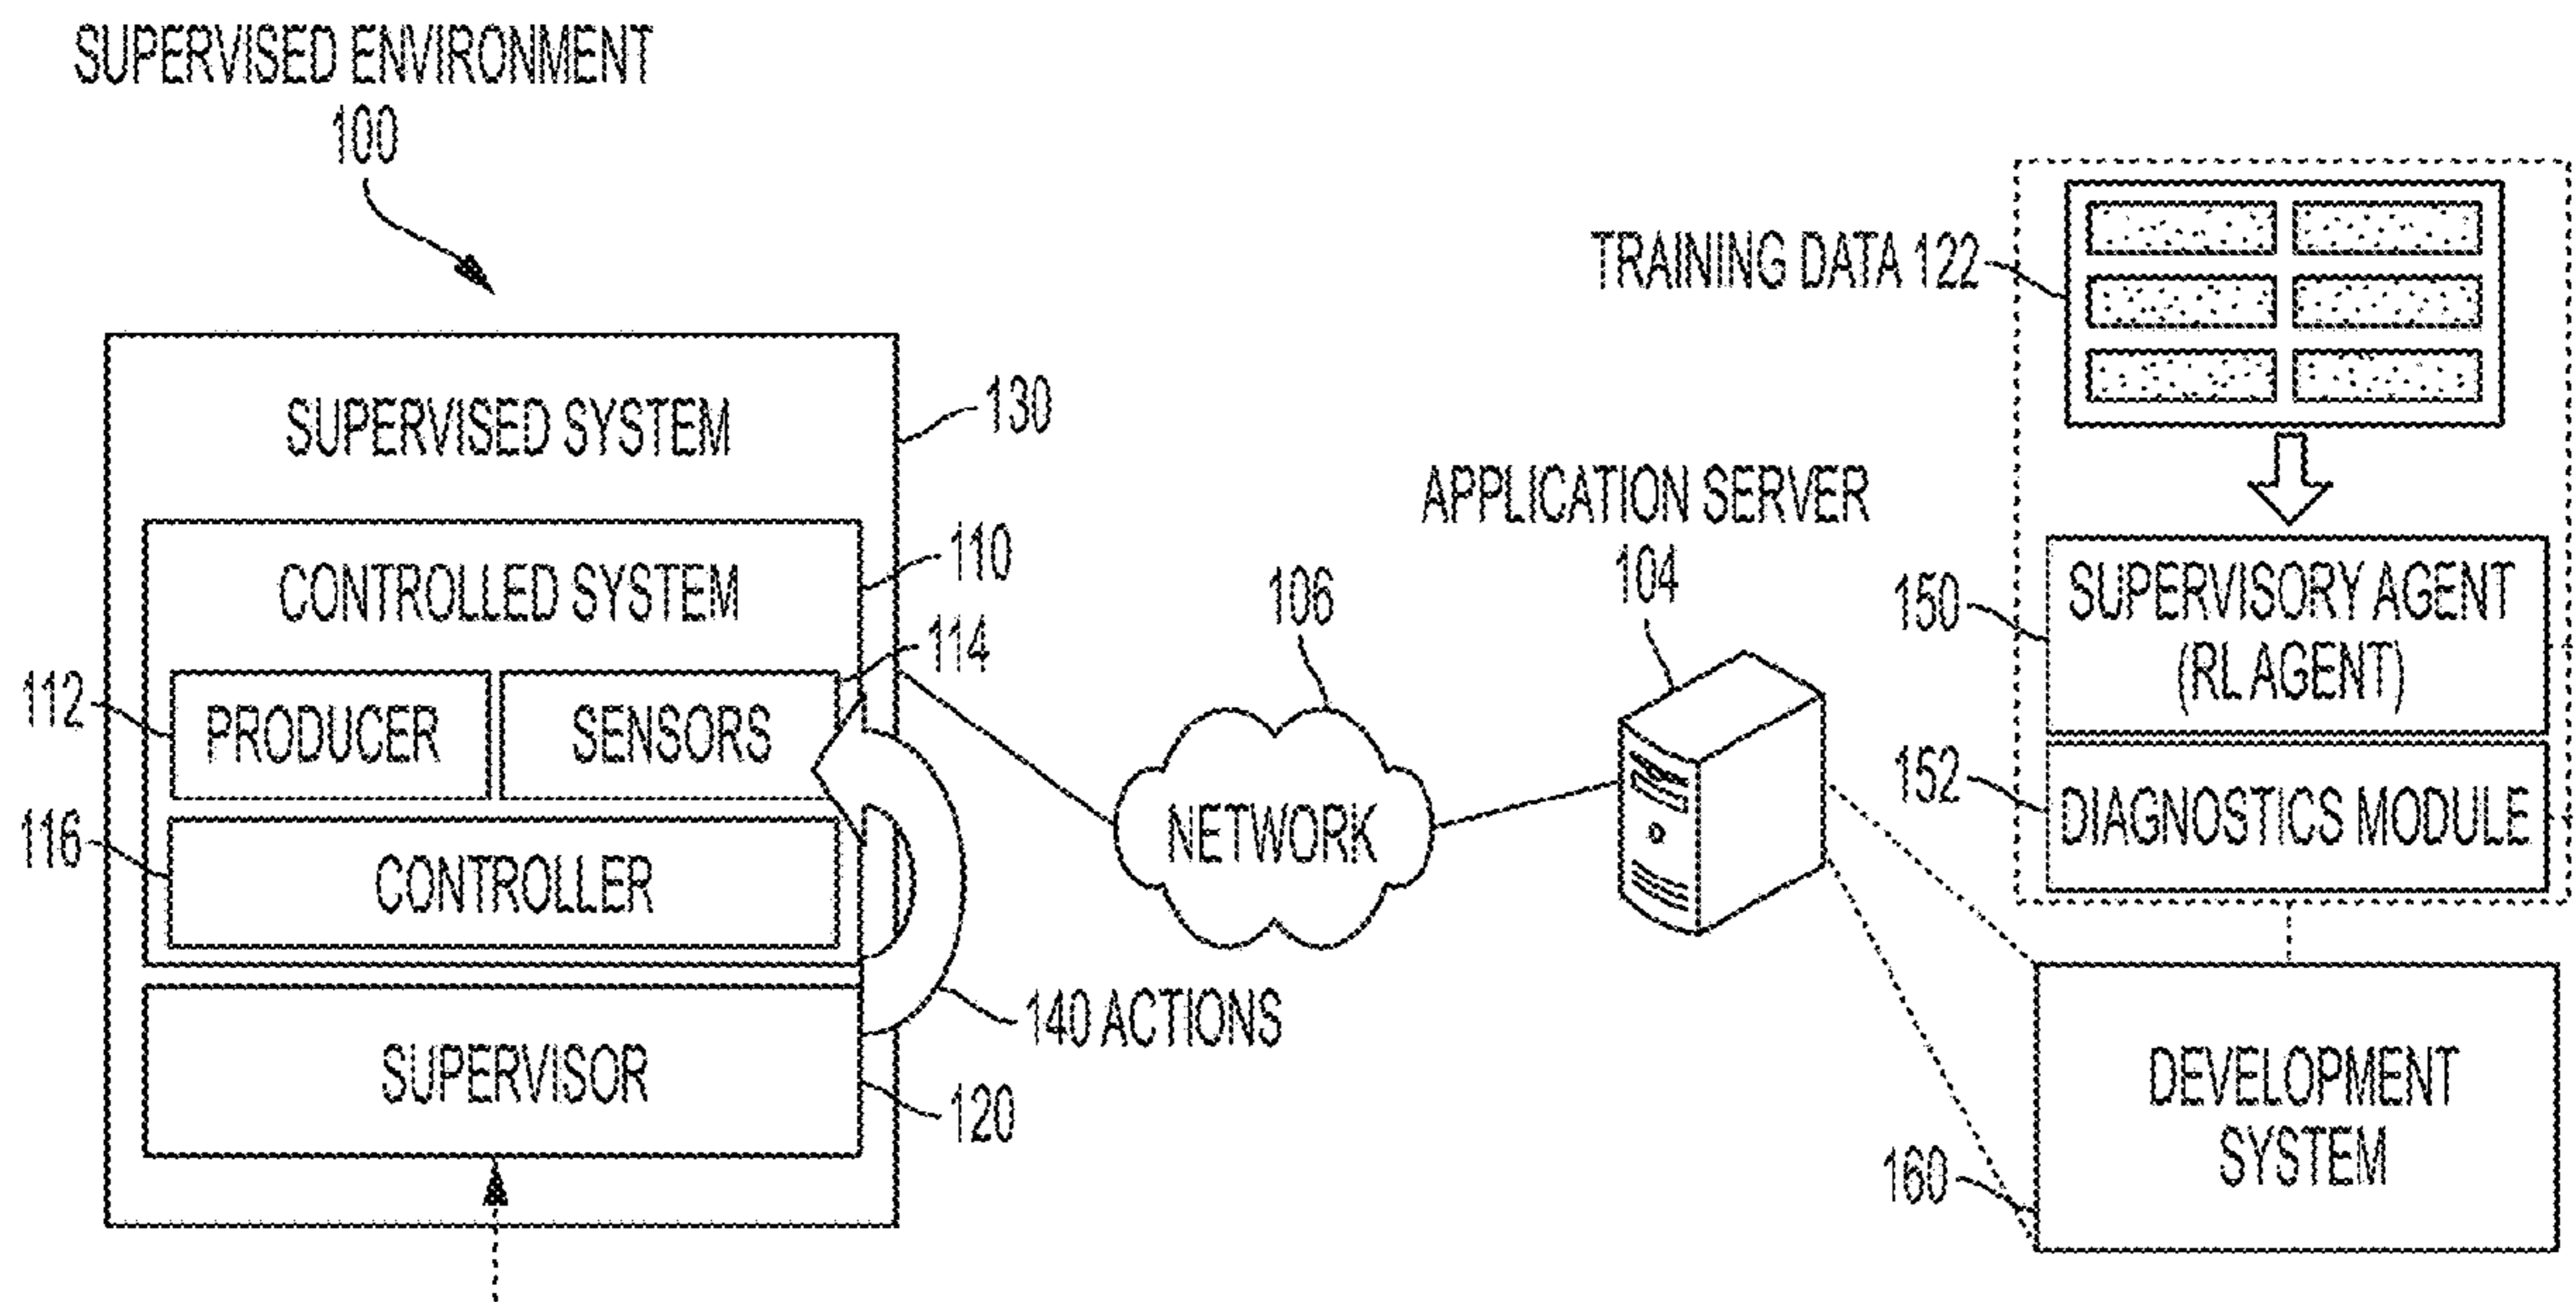 SUPERVISED ENVIRONMENT
100
SUPERVISED SYSTEM
130
CONTROLLED SYSTEM
110
114
112
PRODUCER
SENSORS
116
CONTROLLER
140 ACTIONS
SUPERVISOR
120
106
NETWORK
APPLICATION SERVER
104
TRAINING DATA 122
150
SUPERVISORY AGENT
(RL AGENT)
152
DIAGNOSTICS MODULE
160
DEVELOPMENT
SYSTEM